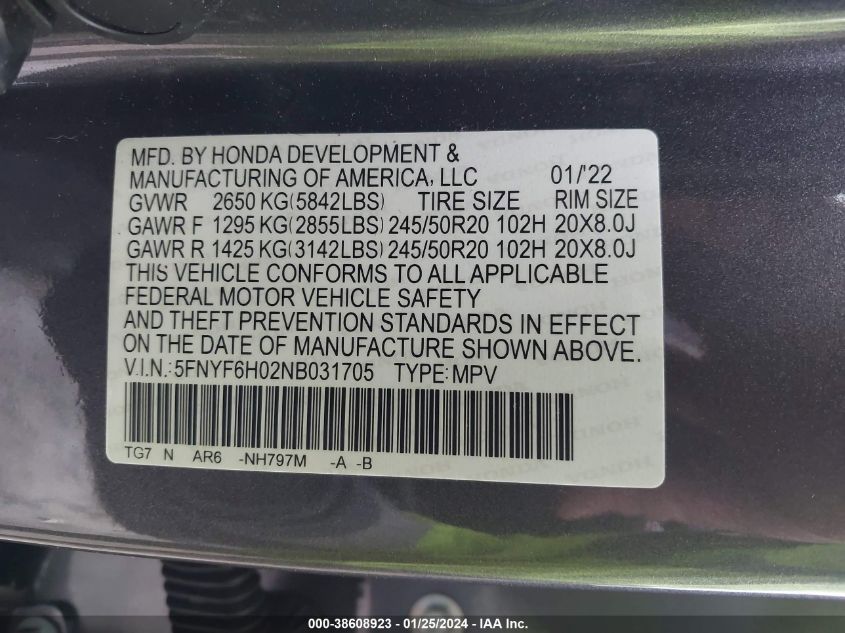 MFD. BY HONDA DEVELOPMENT &
MANUFACTURING OF AMERICA, LLC 01/'22
GVWR 2650 KG(5842LBS) TIRE SIZE RIM SIZE
GAWR F 1295 KG(2855LBS) 245/50R20 102H 20X8.0J
GAWR R 1425 KG(3142LBS) 245/50R20 102H 20X8.0J
THIS VEHICLE CONFORMS TO ALL APPLICABLE
FEDERAL MOTOR VEHICLE SAFETY
AND THEFT PREVENTION STANDARDS IN EFFECT
ON THE DATE OF MANUFACTURE SHOWN ABOVE.
V.I.N.:5FNYF6H02NB031705 TYPE:MPV
TG7 N AR6 -NH797M -A -B
000-38608923 - 01/25/2024 - IAA Inc.